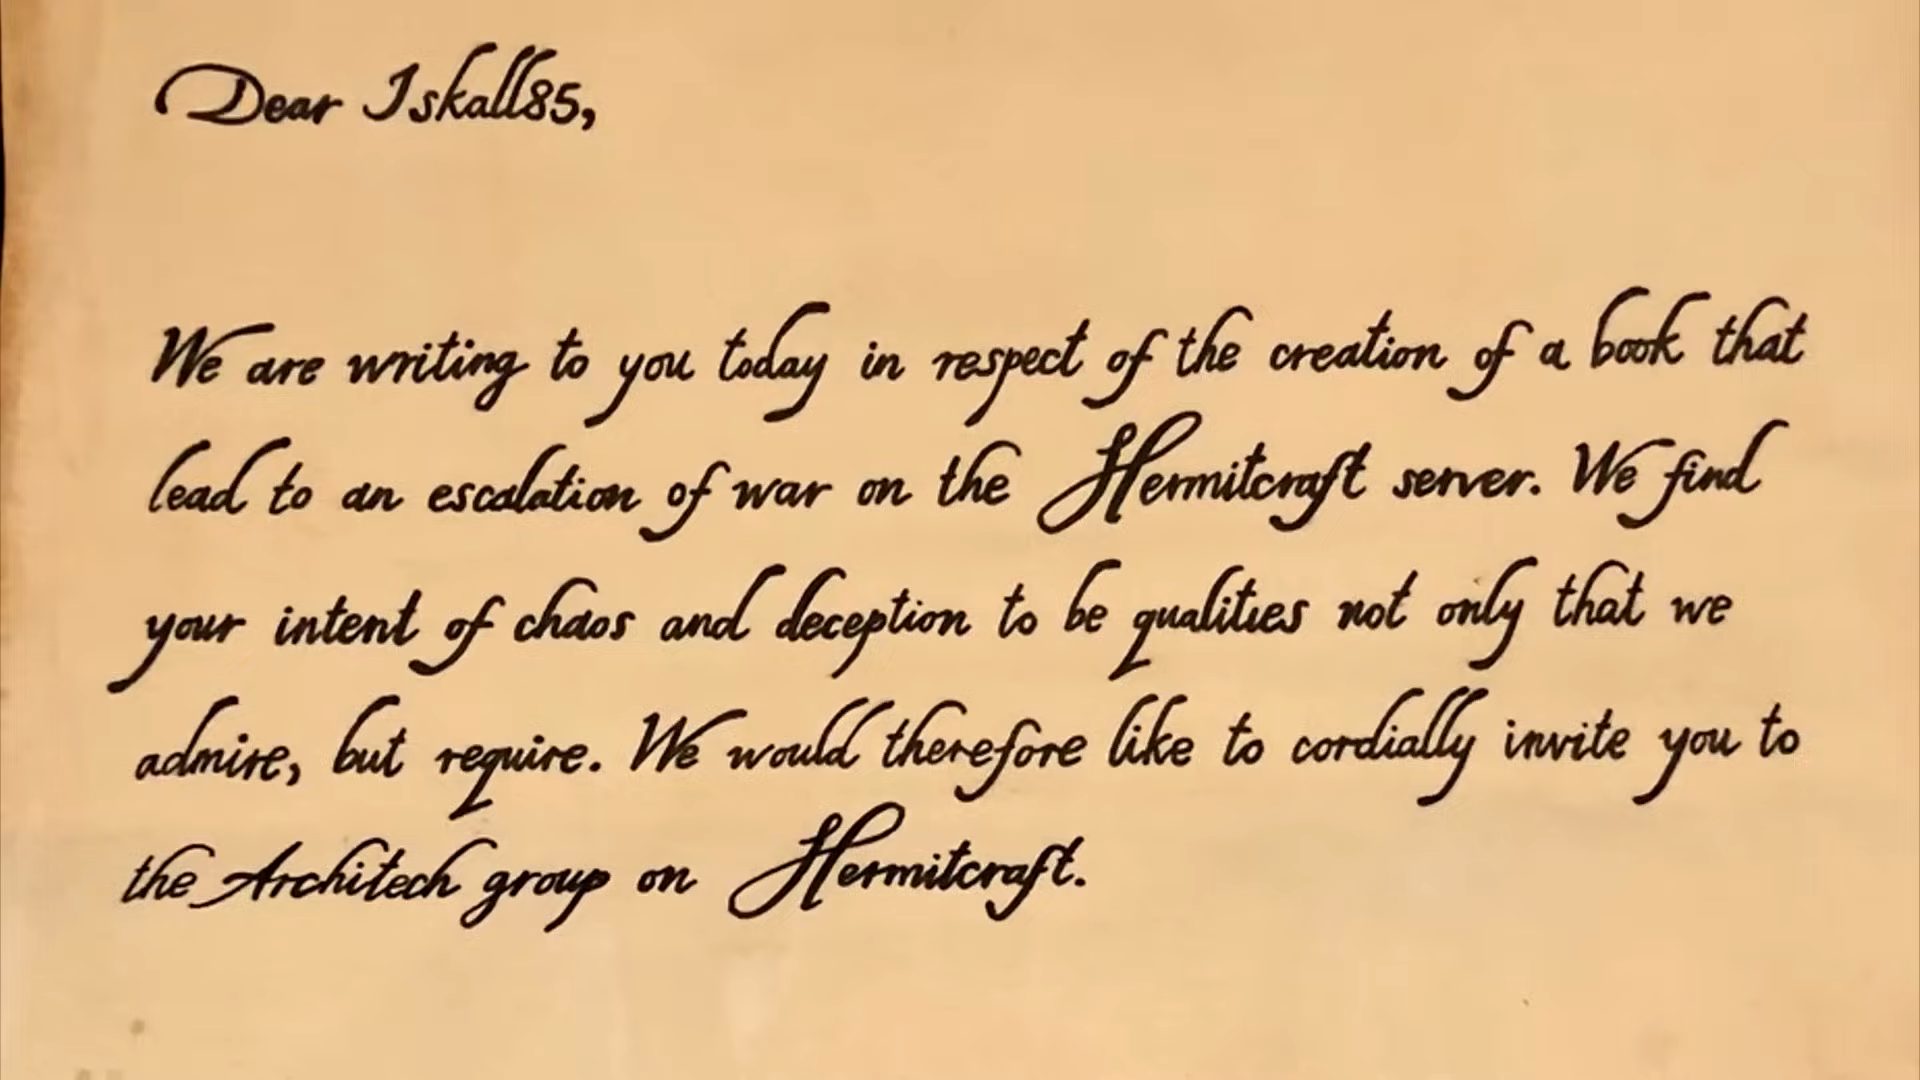 Dear Iskall85,
We are writing to you today in respect of the creation of a book that
lead to an escalation of war on the Hermitcraft server. We find
your intent of chaos and deception to be qualities not only that we
admire, but require. We would therefore like to cordially invite you to
the Architech group on Hermitcraft.